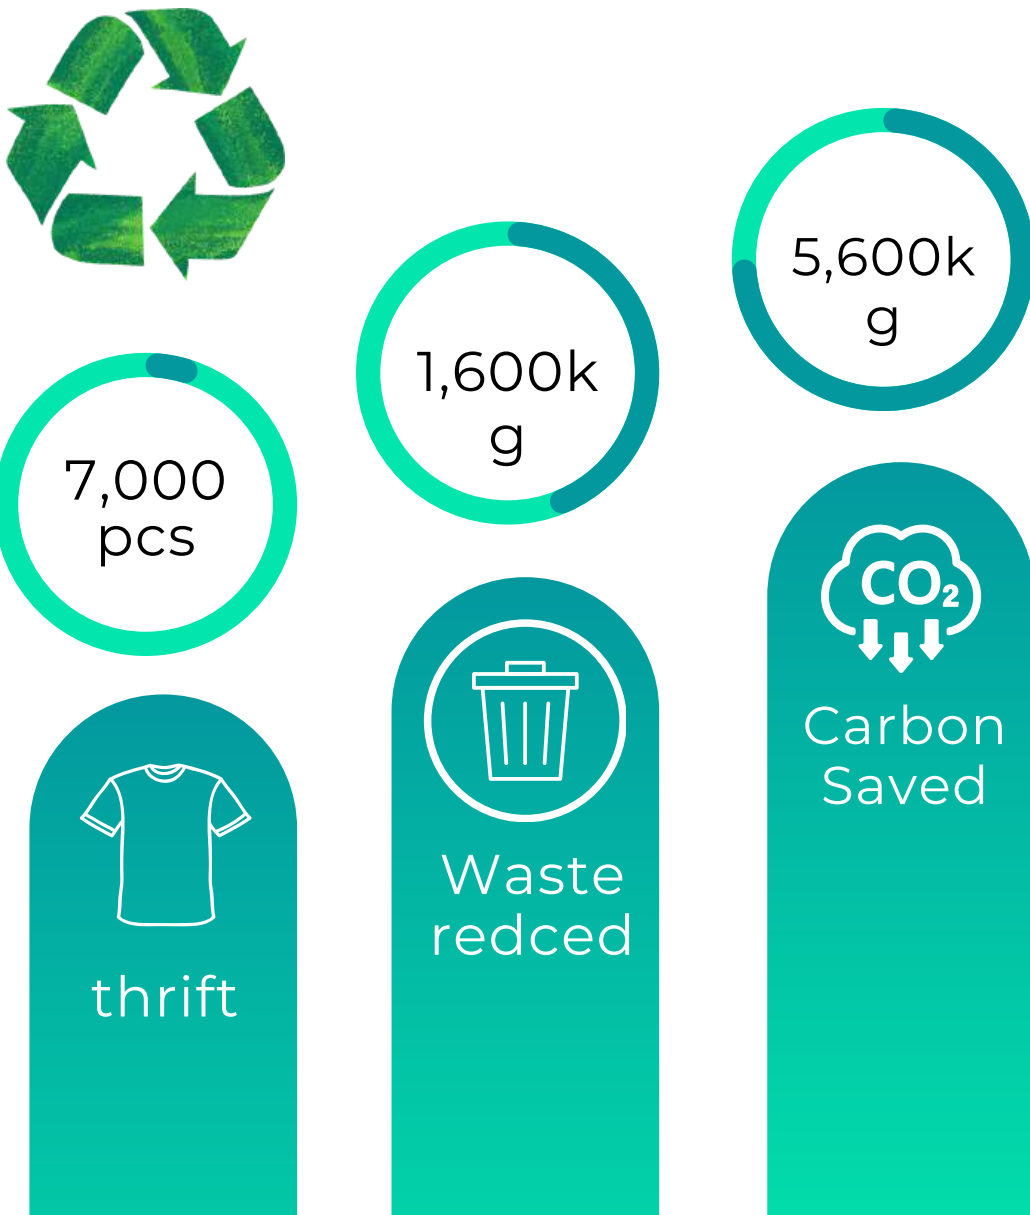 7,000
pcs
thrift
1,600k
g
Waste
redced
5,600k
g
CO₂
Carbon
Saved